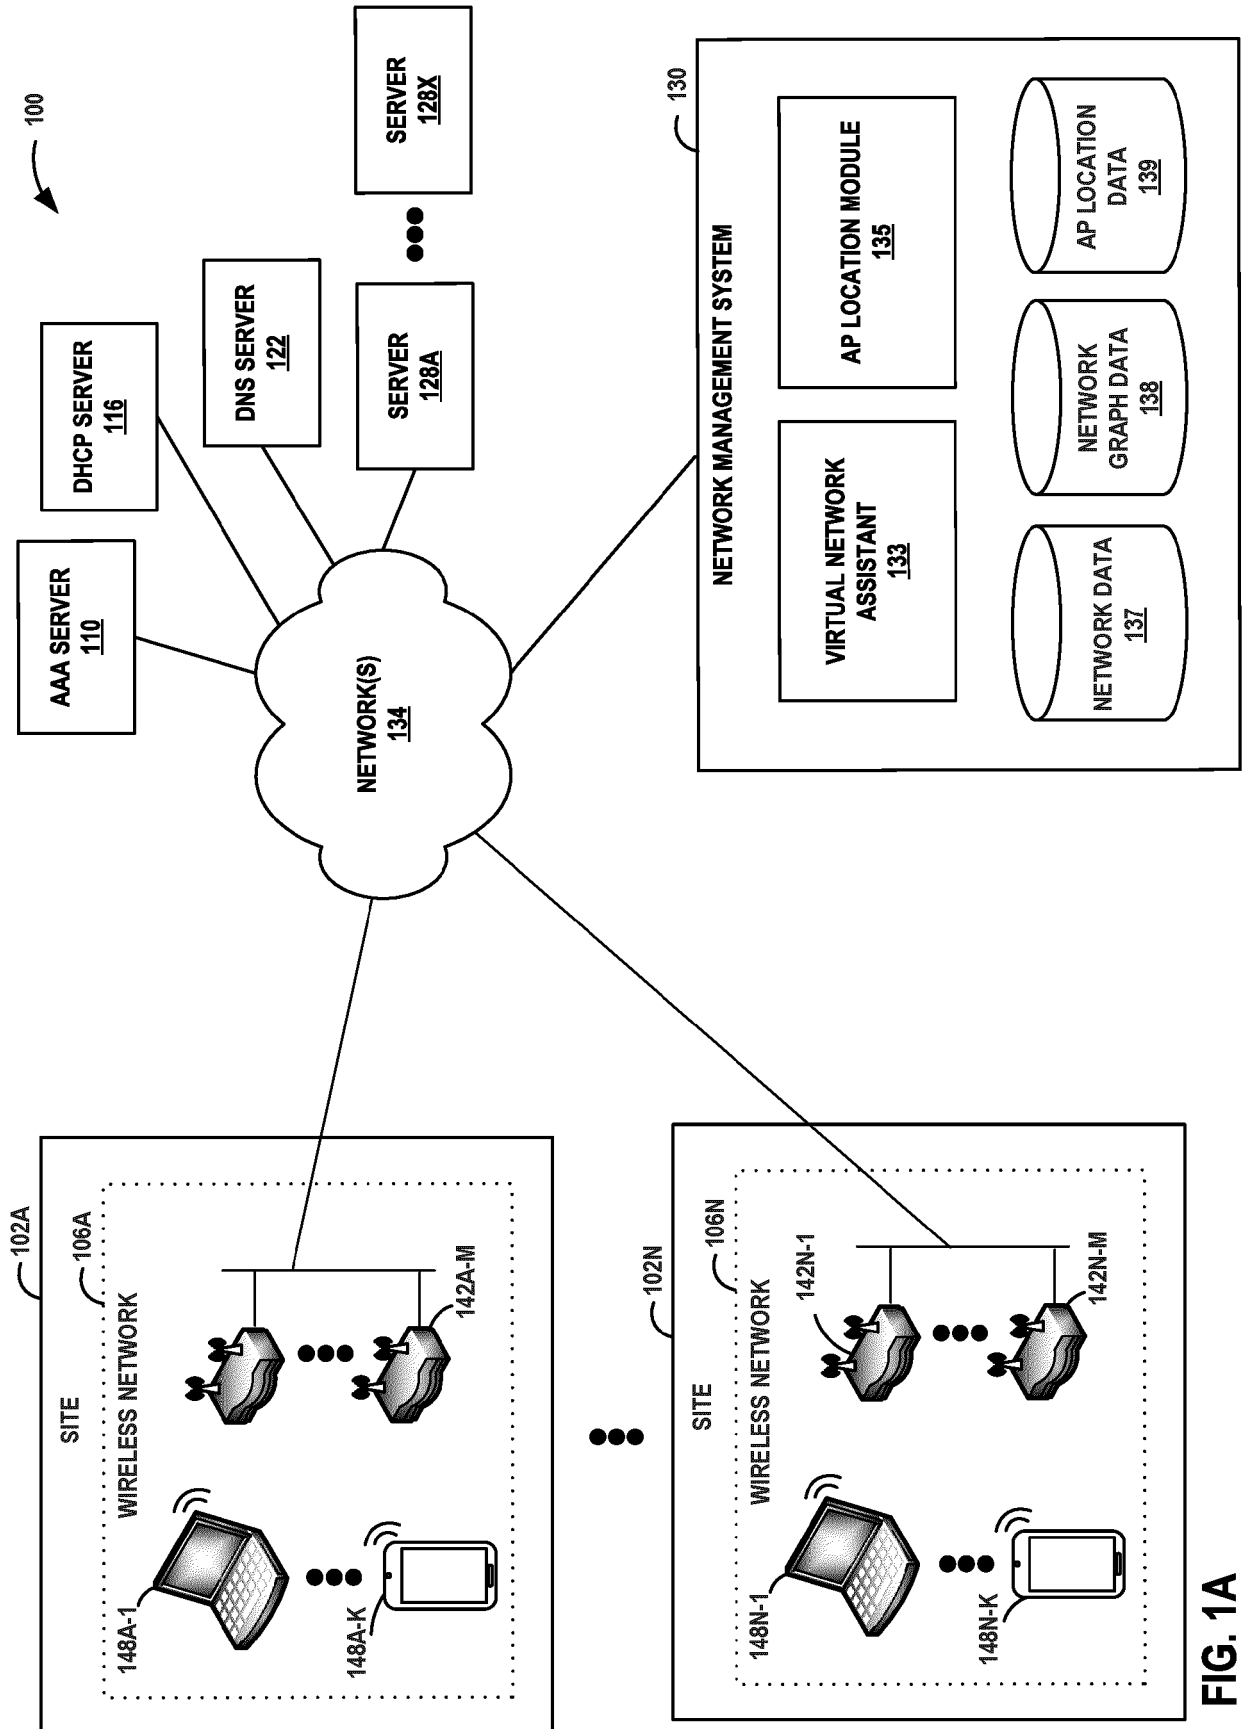 100
SITE
102A
WIRELESS NETWORK
106A
148A-1
148A-K
142A-M
SITE
102N
WIRELESS NETWORK
106N
148N-1
148N-K
142N-1
142N-M
NETWORK(S)
134
AAA SERVER
110
DHCP SERVER
116
DNS SERVER
122
SERVER
128A
SERVER
128X
130
NETWORK MANAGEMENT SYSTEM
VIRTUAL NETWORK
ASSISTANT
133
AP LOCATION MODULE
135
NETWORK DATA
137
NETWORK
GRAPH DATA
138
AP LOCATION
DATA
139
FIG. 1A